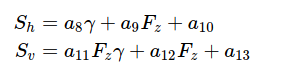 S_h = a_8γ + a_9F_z + a_10
S_v = a_11F_zγ + a_12F_z + a_13